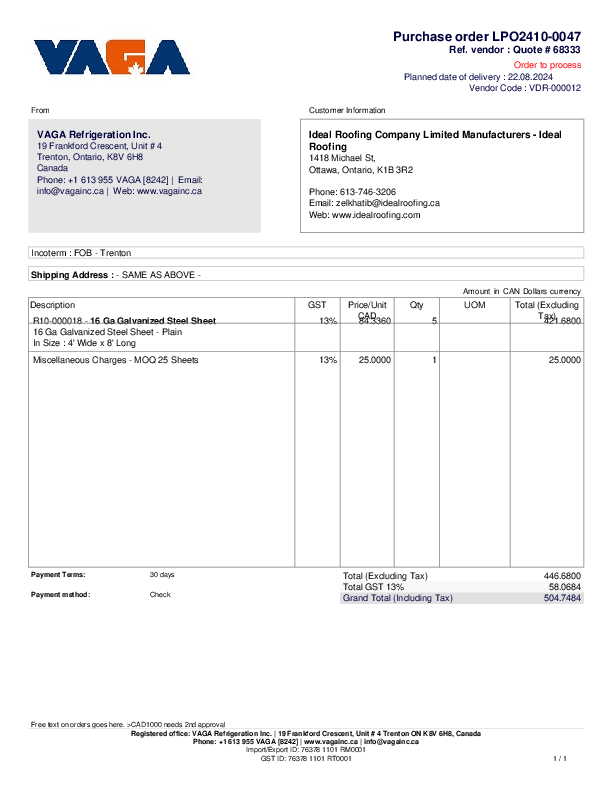 VAGA
Purchase order LPO2410-0047
Ref. vendor : Quote # 68333
Order to process
Planned date of delivery : 22.08.2024
Vendor Code : VDR-000012
From
Customer Information
VAGA Refrigeration Inc.
19 Frankford Crescent, Unit # 4
Trenton, Ontario, K8V 6H8
Canada
Phone: +1 613 955 VAGA [8242] | Email:
info@vagainc.ca | Web: www.vagainc.ca
Ideal Roofing Company Limited Manufacturers - Ideal
Roofing
1418 Michael St,
Ottawa, Ontario, K1B 3R2
Phone: 613-746-3206
Email: zelkhatib@idealroofing.ca
Web: www.idealroofing.com
Incoterm : FOB - Trenton
Shipping Address : - SAME AS ABOVE -
Amount in CAN Dollars currency
Description GST Price/Unit CAD Qty UOM Total (Excluding Tax)
R10-000018 - 16 Ga Galvanized Steel Sheet 13% 84.3360 5 421.6800
16 Ga Galvanized Steel Sheet - Plain
In Size : 4' Wide x 8' Long
Miscellaneous Charges - MOQ 25 Sheets 13% 25.0000 1 25.0000
Payment Terms: 30 days
Payment method: Check
Total (Excluding Tax) 446.6800
Total GST 13% 58.0684
Grand Total (Including Tax) 504.7484
Free text on orders goes here. >CAD1000 needs 2nd approval
Registered office: VAGA Refrigeration Inc. | 19 Frankford Crescent, Unit # 4 Trenton ON K8V 6H8, Canada
Phone: +1 613 955 VAGA [8242] | www.vagainc.ca | info@vagainc.ca
Import/Export ID: 76378 1101 RM0001
GST ID: 76378 1101 RT0001
1 / 1